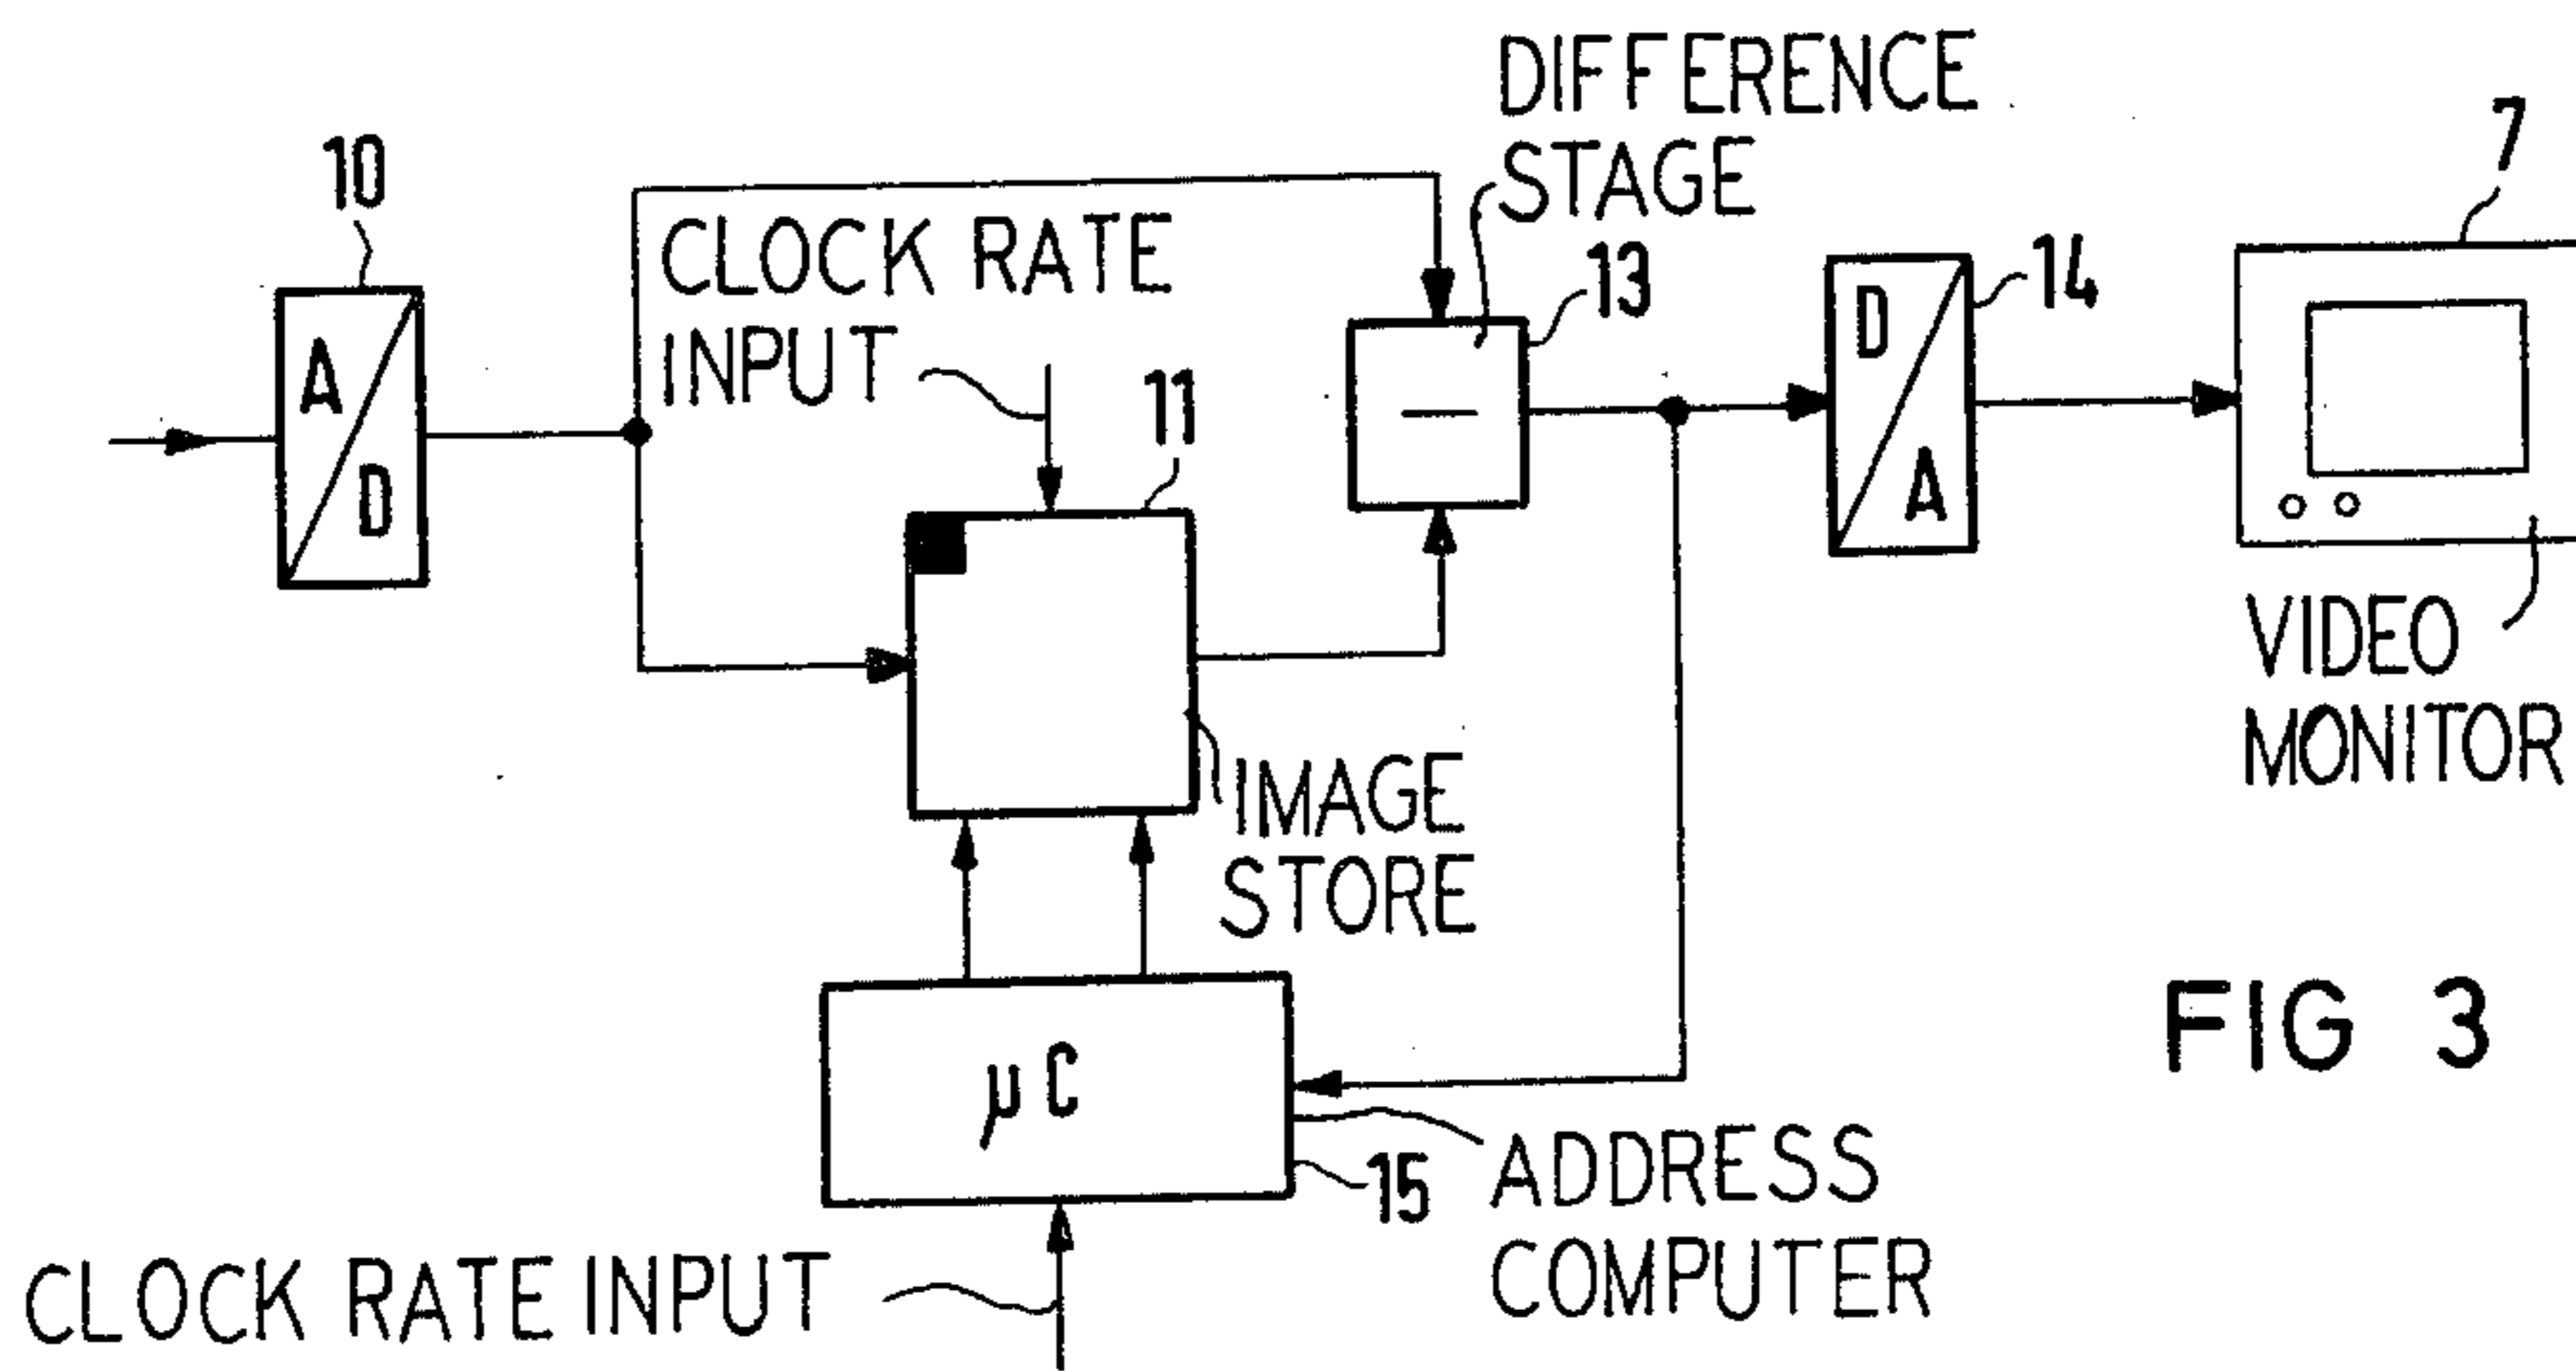 DIFFERENCE
STAGE
7
10
CLOCK RATE
INPUT
13
14
A
D
11
D
A
VIDEO
MONITOR
IMAGE
STORE
FIG 3
µC
ADDRESS
COMPUTER
15
CLOCK RATE INPUT